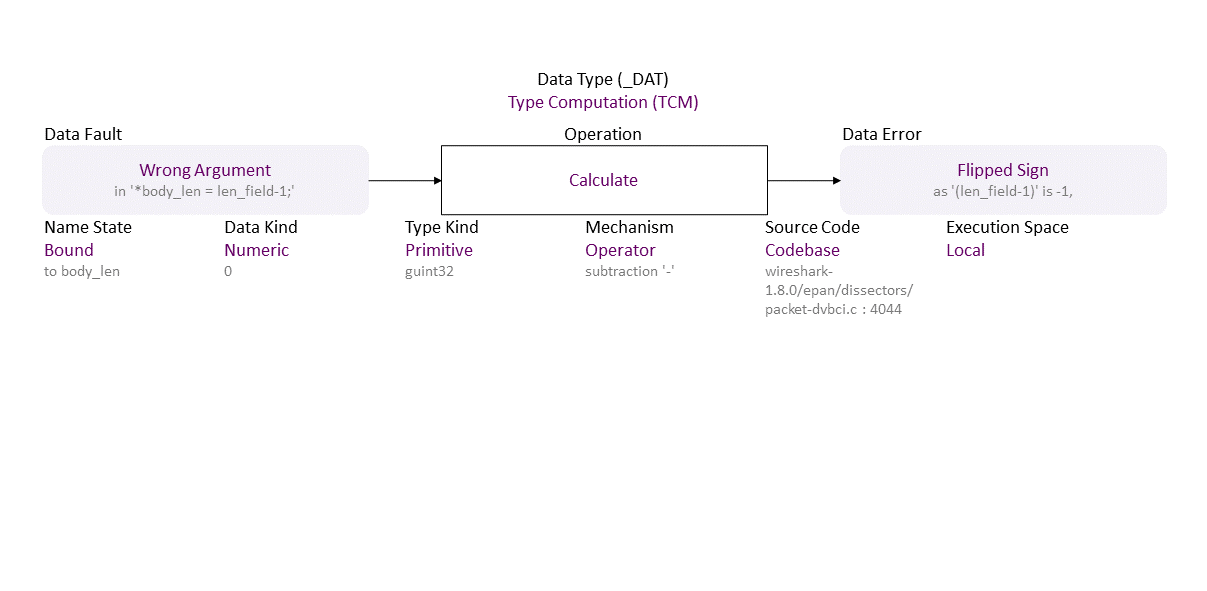 Data Type (_DAT)
Type Computation (TCM)
Data Fault
Operation
Data Error
Wrong Argument
in '*body_len = len_field-1;'
Calculate
Flipped Sign
as '(len_field-1)' is -1,
Name State
Data Kind
Type Kind
Mechanism
Source Code
Execution Space
Bound
Numeric
Primitive
Operator
Codebase
Local
to body_len
0
guint32
subtraction '-'
wireshark-
1.8.0/epan/dissectors/
packet-dvbci.c : 4044